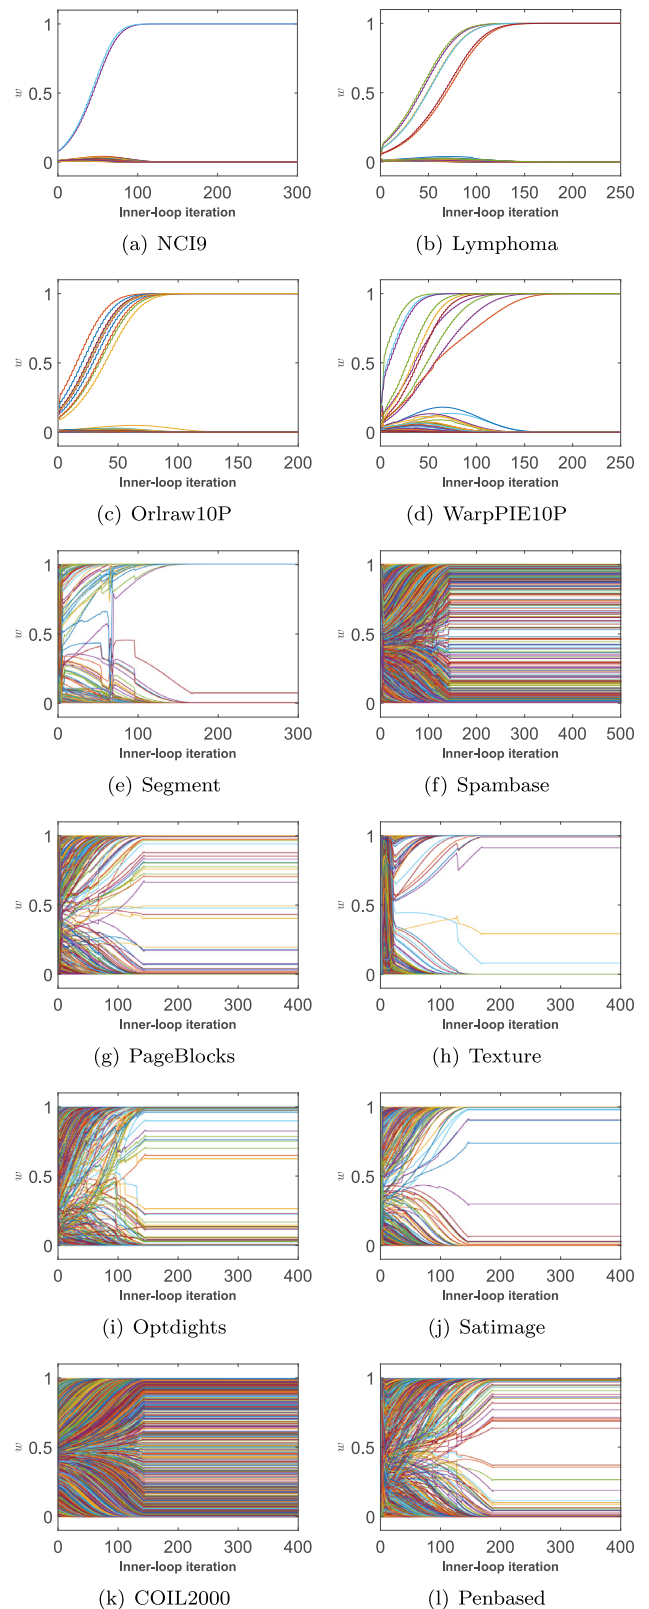 1
0.5
0
w
0 100 200 300
Inner-loop iteration
(a) NCI9
1
0.5
0
w
0 50 100 150 200 250
Inner-loop iteration
(b) Lymphoma
1
0.5
0
w
0 50 100 150 200
Inner-loop iteration
(c) Orlraw10P
1
0.5
0
w
0 50 100 150 200 250
Inner-loop iteration
(d) WarpPIE10P
1
0.5
0
w
0 100 200 300
Inner-loop iteration
(e) Segment
1
0.5
0
w
0 100 200 300 400 500
Inner-loop iteration
(f) Spambase
1
0.5
0
w
0 100 200 300 400
Inner-loop iteration
(g) PageBlocks
1
0.5
0
w
0 100 200 300 400
Inner-loop iteration
(h) Texture
1
0.5
0
w
0 100 200 300 400
Inner-loop iteration
(i) Optdights
1
0.5
0
w
0 100 200 300 400
Inner-loop iteration
(j) Satimage
1
0.5
0
w
0 100 200 300 400
Inner-loop iteration
(k) COIL2000
1
0.5
0
w
0 100 200 300 400
Inner-loop iteration
(l) Penbased